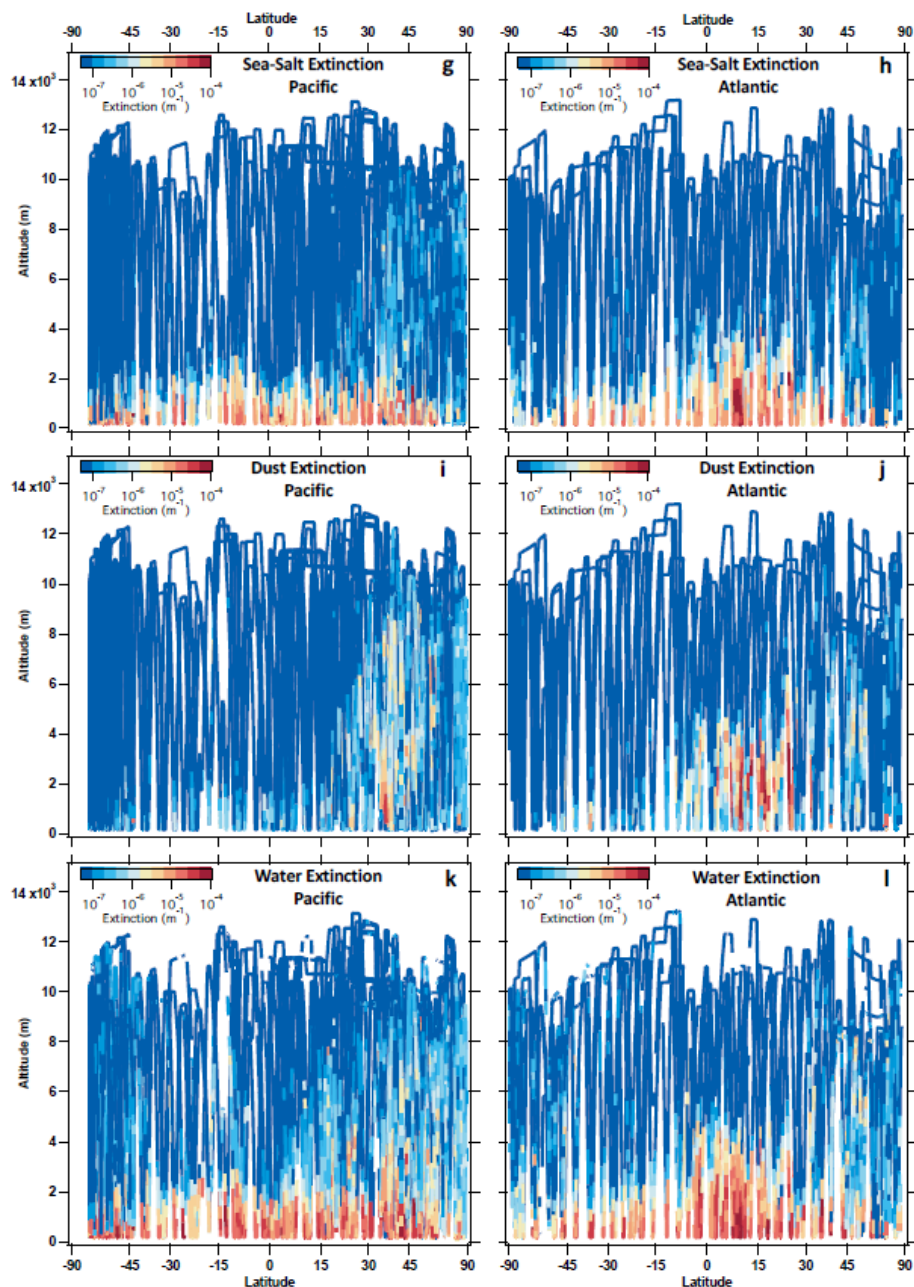 Latitude Latitude
-90 -45 -30 -15 0 15 30 45 90 -90 -45 -30 -15 0 15 30 45 90
Sea-Salt Extinction g
Pacific
10⁻⁷ 10⁻⁶ 10⁻⁵ 10⁻⁴
Extinction (m⁻¹)
14 x10³
12
10
8
6
4
2
0
Altitude (m)
Sea-Salt Extinction h
Atlantic
10⁻⁷ 10⁻⁶ 10⁻⁵ 10⁻⁴
Extinction (m⁻¹)
Dust Extinction i
Pacific
10⁻⁷ 10⁻⁶ 10⁻⁵ 10⁻⁴
Extinction (m⁻¹)
14 x10³
12
10
8
6
4
2
0
Altitude (m)
Dust Extinction j
Atlantic
10⁻⁷ 10⁻⁶ 10⁻⁵ 10⁻⁴
Extinction (m⁻¹)
Water Extinction k
Pacific
10⁻⁷ 10⁻⁶ 10⁻⁵ 10⁻⁴
Extinction (m⁻¹)
14 x10³
12
10
8
6
4
2
0
Altitude (m)
Water Extinction l
Atlantic
10⁻⁷ 10⁻⁶ 10⁻⁵ 10⁻⁴
Extinction (m⁻¹)
-90 -45 -30 -15 0 15 30 45 90 -90 -45 -30 -15 0 15 30 45 90
Latitude Latitude